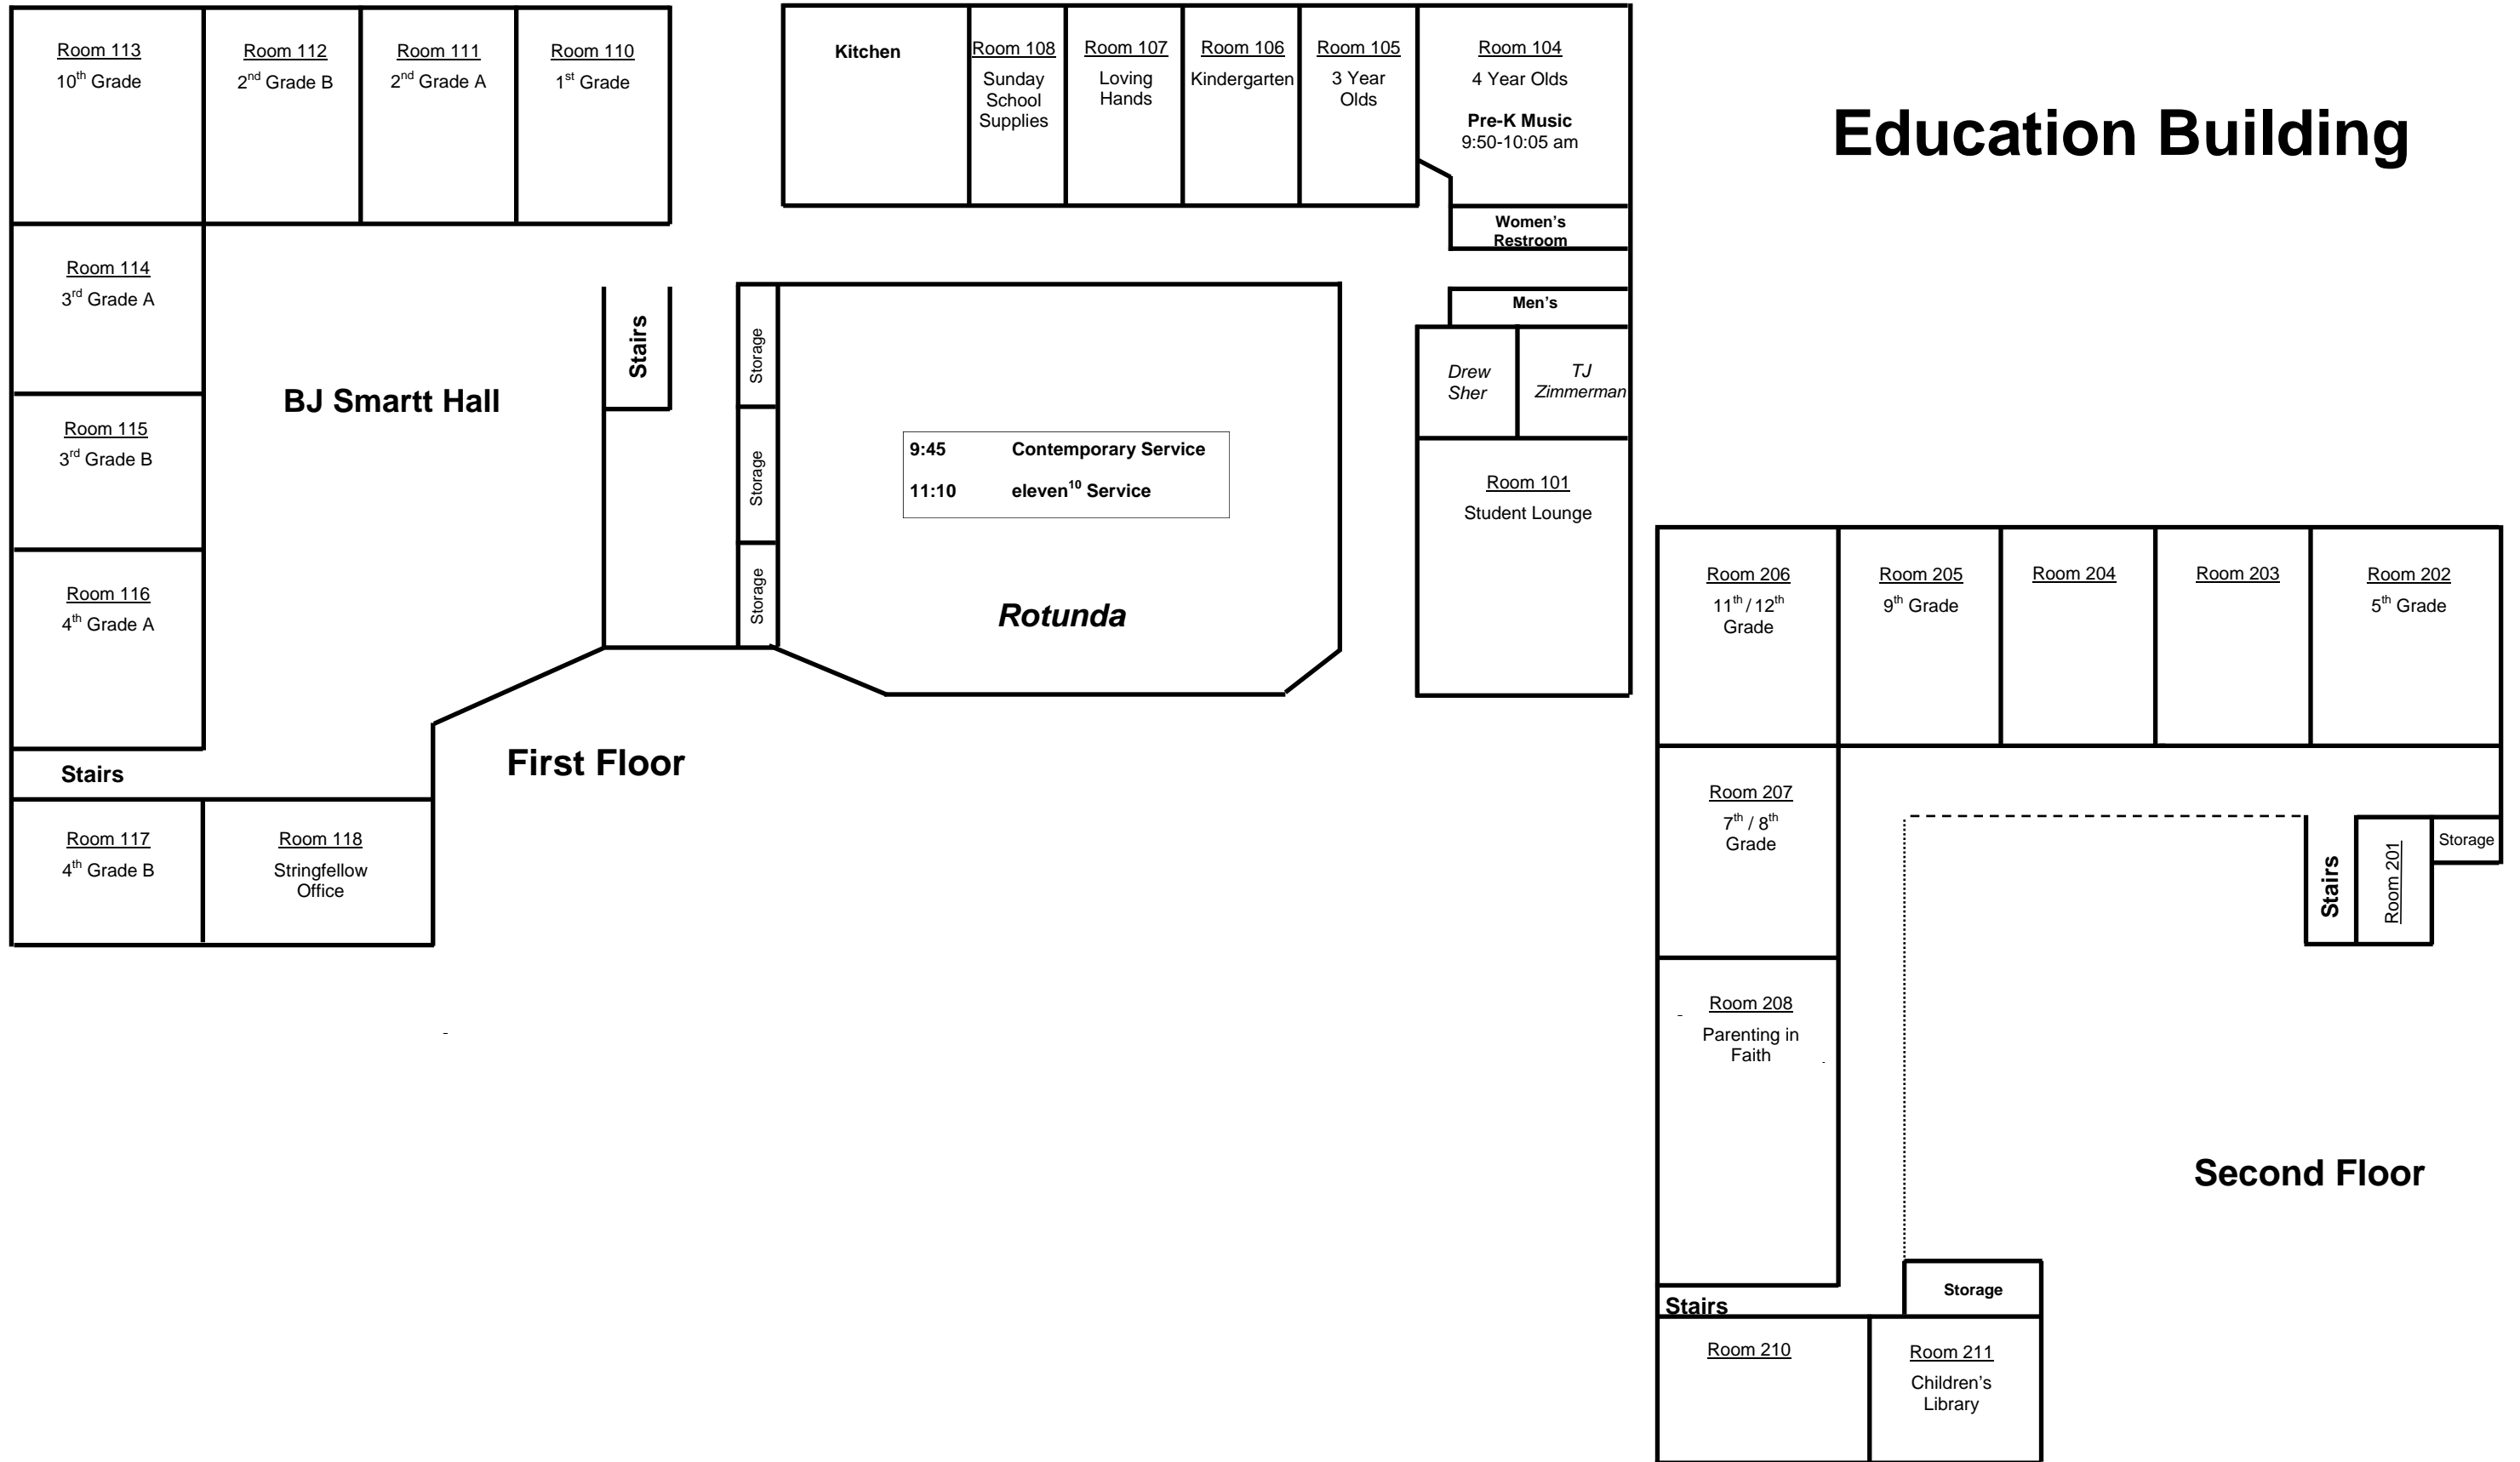 Education Building
Room 113
10th Grade
Room 112
2nd Grade B
Room 111
2nd Grade A
Room 110
1st Grade
Kitchen
Room 108
Sunday
School
Supplies
Room 107
Loving
Hands
Room 106
Kindergarten
Room 105
3 Year
Olds
Room 104
4 Year Olds
Pre-K Music
9:50-10:05 am
Women’s
Restroom
Men’s
Drew
Sher
TJ
Zimmerman
Room 101
Student Lounge
Room 114
3rd Grade A
Room 115
3rd Grade B
Room 116
4th Grade A
Stairs
Room 117
4th Grade B
Room 118
Stringfellow
Office
BJ Smartt Hall
Stairs
Storage
Storage
Storage
9:45 Contemporary Service
11:10 eleven10 Service
Rotunda
First Floor
Room 206
11th / 12th
Grade
Room 205
9th Grade
Room 204
Room 203
Room 202
5th Grade
Room 207
7th / 8th
Grade
Stairs
Room 201
Storage
Room 208
Parenting in
Faith
Second Floor
Storage
Stairs
Room 210
Room 211
Children’s
Library